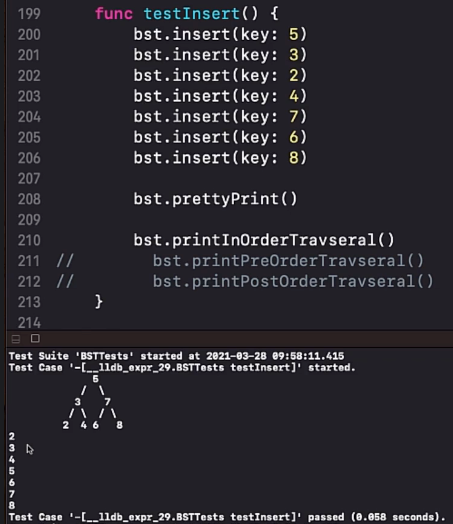 199 func testInsert() {
200 bst.insert(key: 5)
201 bst.insert(key: 3)
202 bst.insert(key: 2)
203 bst.insert(key: 4)
204 bst.insert(key: 7)
205 bst.insert(key: 6)
206 bst.insert(key: 8)
207
208 bst.prettyPrint()
209
210 bst.printInOrderTravseral()
211 // bst.printPreOrderTravseral()
212 // bst.printPostOrderTravseral()
213 }
214
Test Suite 'BSTTests' started at 2021-03-28 09:58:11.415
Test Case '-[__lldb_expr_29.BSTTests testInsert]' started.
5
/ \
3 7
/ \ / \
2 4 6 8
2
3
4
5
6
7
8
Test Case '-[__lldb_expr_29.BSTTests testInsert]' passed (0.058 seconds).